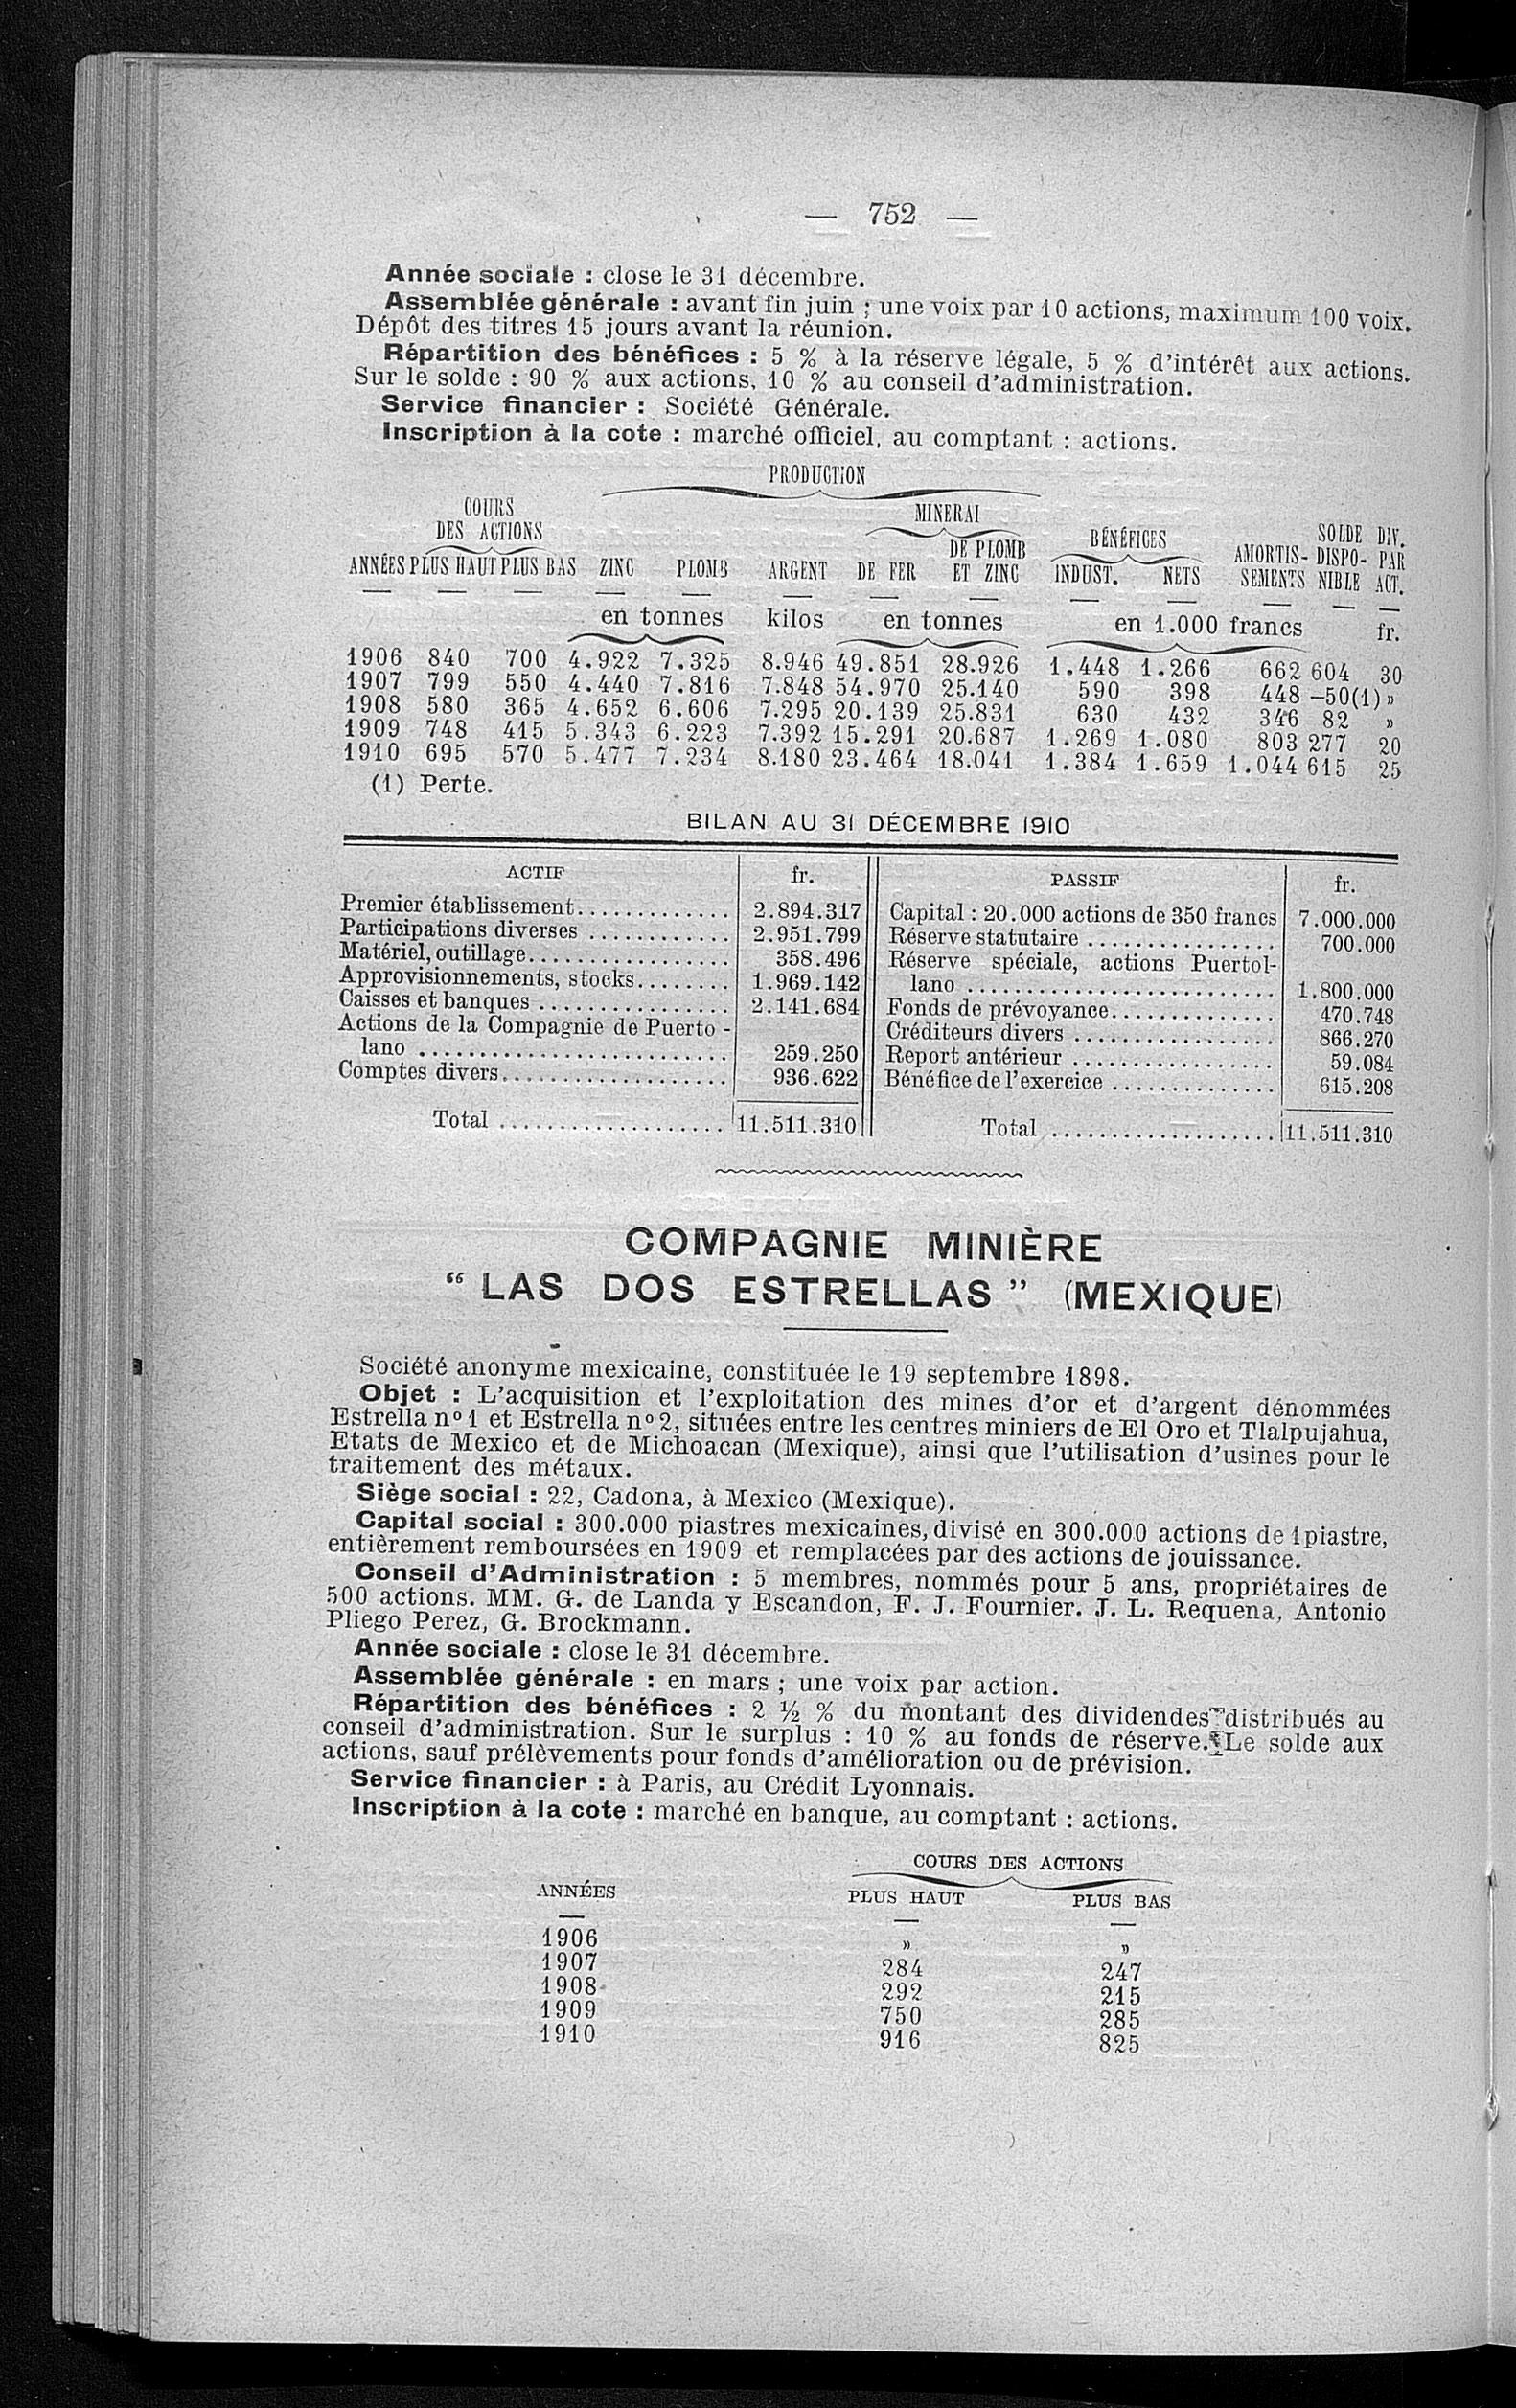 — 752 —
Année sociale : close le 31 décembre.
Assemblée générale : avant fin juin ; une voix par 10 actions, maximum 100 voix.
Dépôt des titres 15 jours avant la réunion.
Répartition des bénéfices : 5 % à la réserve légale, 5 % d'intérêt aux actions.
Sur le solde : 90 % aux actions, 10 % au conseil d'administration.
Service financier : Société Générale.
Inscription à la cote : marché officiel, au comptant : actions.
PRODUCTION
COURS DES ACTIONS MINERAI BÉNÉFICES SOLDE DIV.
DE PLOMB AMORTIS- DISPO- PAR
ANNÉES PLUS HAUT PLUS BAS ZINC PLOMB ARGENT DE FER ET ZINC INDUST. NETS SEMENTS NIBLE ACT.
— — — — — — — — — — — — —
en tonnes kilos en tonnes en 1.000 francs fr.
1906 840 700 4.922 7.325 8.946 49.851 28.926 1.448 1.266 662 604 30
1907 799 550 4.440 7.816 7.848 54.970 25.140 590 398 448 —50(1) »
1908 580 365 4.652 6.606 7.295 20.139 25.831 630 432 346 82 »
1909 748 415 5.343 6.223 7.392 15.291 20.687 1.269 1.080 803 277 20
1910 695 570 5.477 7.234 8.180 23.464 18.041 1.384 1.659 1.044 615 25
(1) Perte.
BILAN AU 31 DÉCEMBRE 1910
ACTIF fr.
Premier établissement............. 2.894.317
Participations diverses ............ 2.951.799
Matériel, outillage................. 358.496
Approvisionnements, stocks........ 1.969.142
Caisses et banques ................ 2.141.684
Actions de la Compagnie de Puerto-
lano .......................... 259.250
Comptes divers................... 936.622
Total ................... 11.511.310
PASSIF fr.
Capital : 20.000 actions de 350 francs 7.000.000
Réserve statutaire ................ 700.000
Réserve spéciale, actions Puertol-
lano .......................... 1.800.000
Fonds de prévoyance.............. 470.748
Créditeurs divers ................. 866.270
Report antérieur ................. 59.084
Bénéfice de l'exercice .............. 615.208
Total ................... 11.511.310
COMPAGNIE MINIÈRE
“ LAS DOS ESTRELLAS ” (MEXIQUE)
Société anonyme mexicaine, constituée le 19 septembre 1898.
Objet : L'acquisition et l'exploitation des mines d'or et d'argent dénommées
Estrella nº 1 et Estrella nº 2, situées entre les centres miniers de El Oro et Tlalpujahua,
Etats de Mexico et de Michoacan (Mexique), ainsi que l'utilisation d'usines pour le
traitement des métaux.
Siège social : 22, Cadona, à Mexico (Mexique).
Capital social : 300.000 piastres mexicaines, divisé en 300.000 actions de 1 piastre,
entièrement remboursées en 1909 et remplacées par des actions de jouissance.
Conseil d'Administration : 5 membres, nommés pour 5 ans, propriétaires de
500 actions. MM. G. de Landa y Escandon, F. J. Fournier. J. L. Requena, Antonio
Pliego Perez, G. Brockmann.
Année sociale : close le 31 décembre.
Assemblée générale : en mars ; une voix par action.
Répartition des bénéfices : 2 ½ % du montant des dividendes distribués au
conseil d'administration. Sur le surplus : 10 % au fonds de réserve. Le solde aux
actions, sauf prélèvements pour fonds d'amélioration ou de prévision.
Service financier : à Paris, au Crédit Lyonnais.
Inscription à la cote : marché en banque, au comptant : actions.
COURS DES ACTIONS
ANNÉES PLUS HAUT PLUS BAS
— — —
1906 » »
1907 284 247
1908 292 215
1909 750 285
1910 916 825